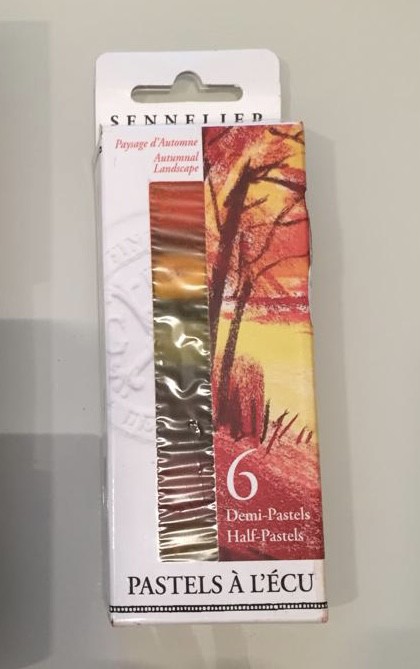 SENNELIER
Paysage d'Automne
Autumnal
Landscape
6
Demi-Pastels
Half-Pastels
PASTELS À L'ÉCU